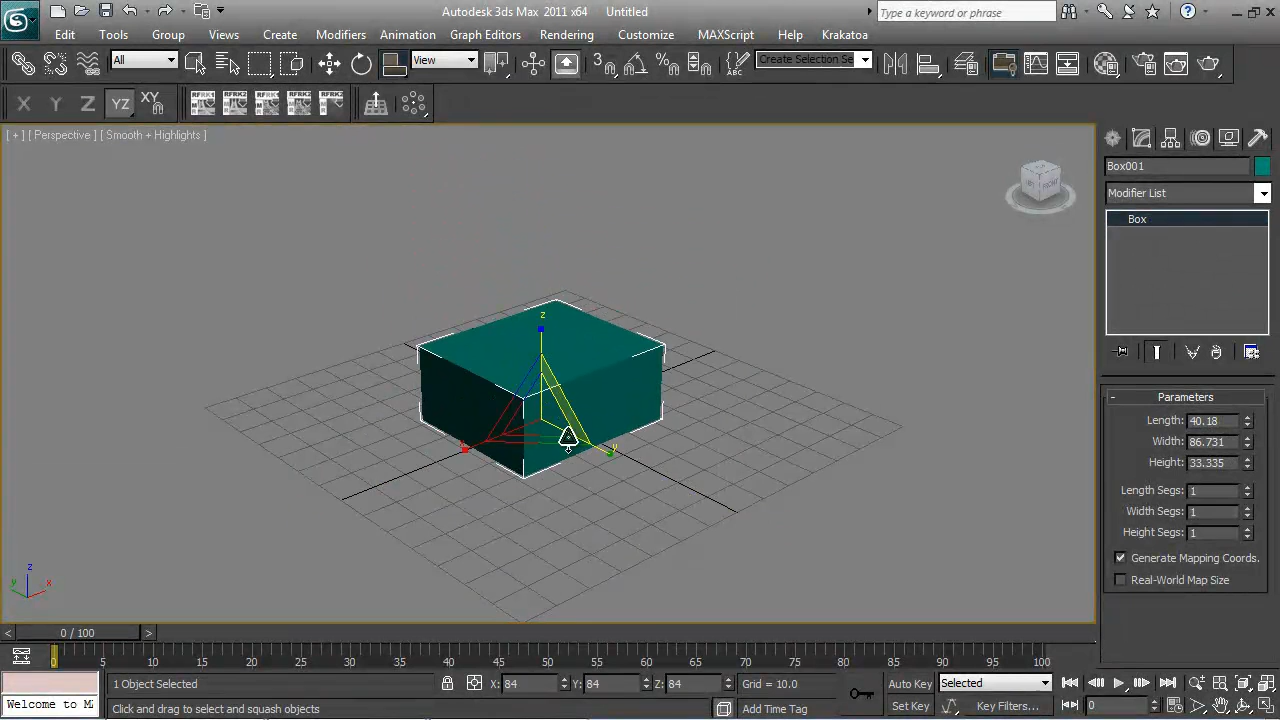 Autodesk 3ds Max 2011 x64 Untitled
Type a keyword or phrase
Edit Tools Group Views Create Modifiers Animation Graph Editors Rendering Customize MAXScript Help Krakatoa
All View 3 Create Selection Se
X Y Z YZ XY RFRK1 RFRK2 RFRK1 RFRK2 RFRK2
[ + ] [ Perspective ] [ Smooth + Highlights ]
Box001
Modifier List
Box
z
x y
- Parameters
Length: 40.18
Width: 86.731
Height: 33.335
Length Segs: 1
Width Segs: 1
Height Segs: 1
Generate Mapping Coords.
Real-World Map Size
z
y x
< 0 / 100 >
0 5 10 15 20 25 30 35 40 45 50 55 60 65 70 75 80 85 90 95 100
1 Object Selected X: 84 Y: 84 Z: 84 Grid = 10.0 Auto Key Selected
Welcome to M Click and drag to select and squash objects Add Time Tag Set Key Key Filters... 0